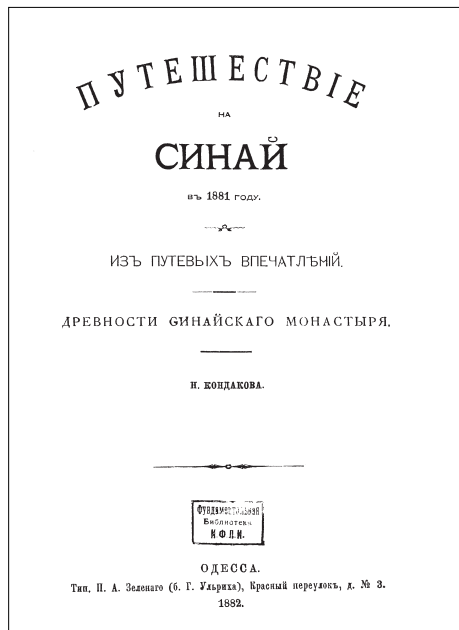 ПУТЕШЕСТВІЕ
НА
СИНАЙ
въ 1881 году.
ИЗЪ ПУТЕВЫХЪ ВПЕЧАТЛѢНІЙ.
ДРЕВНОСТИ СИНАЙСКАГО МОНАСТЫРЯ.
Н. КОНДАКОВА.
Фундаментальная
Библиотека
И.Ф.Л.И.
ОДЕССА.
Тип. П. А. Зеленаго (б. Г. Ульриха), Красный переулокъ, д. № 3.
1882.